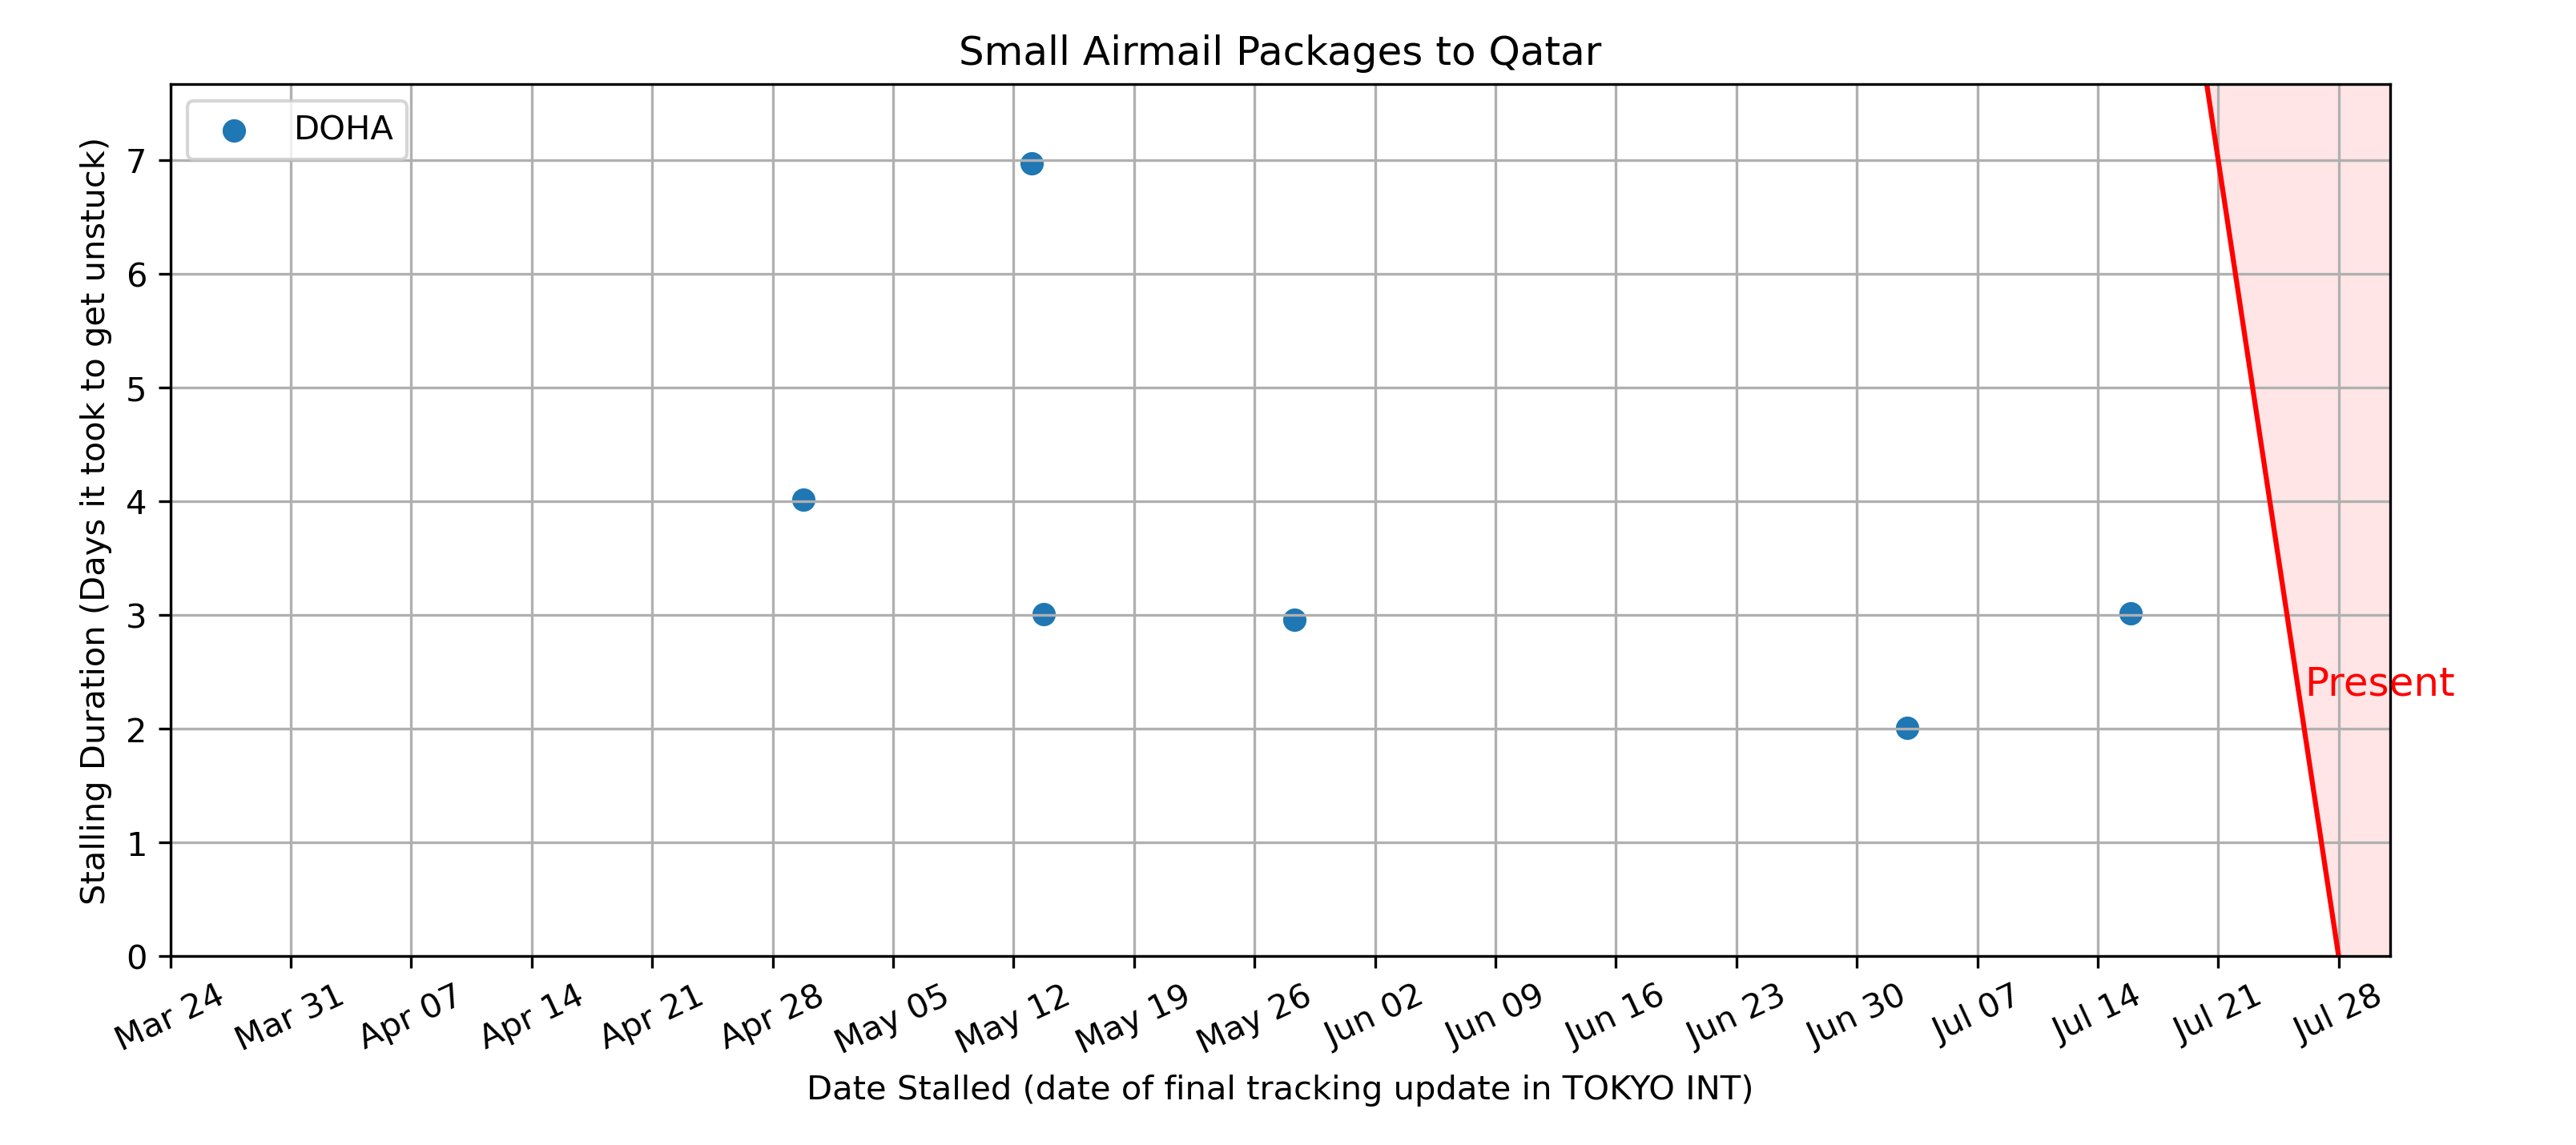 Small Airmail Packages to Qatar
DOHA
Stalling Duration (Days it took to get unstuck)
7
6
5
4
3
2
1
0
Present
Mar 24
Mar 31
Apr 07
Apr 14
Apr 21
Apr 28
May 05
May 12
May 19
May 26
Jun 02
Jun 09
Jun 16
Jun 23
Jun 30
Jul 07
Jul 14
Jul 21
Jul 28
Date Stalled (date of final tracking update in TOKYO INT)